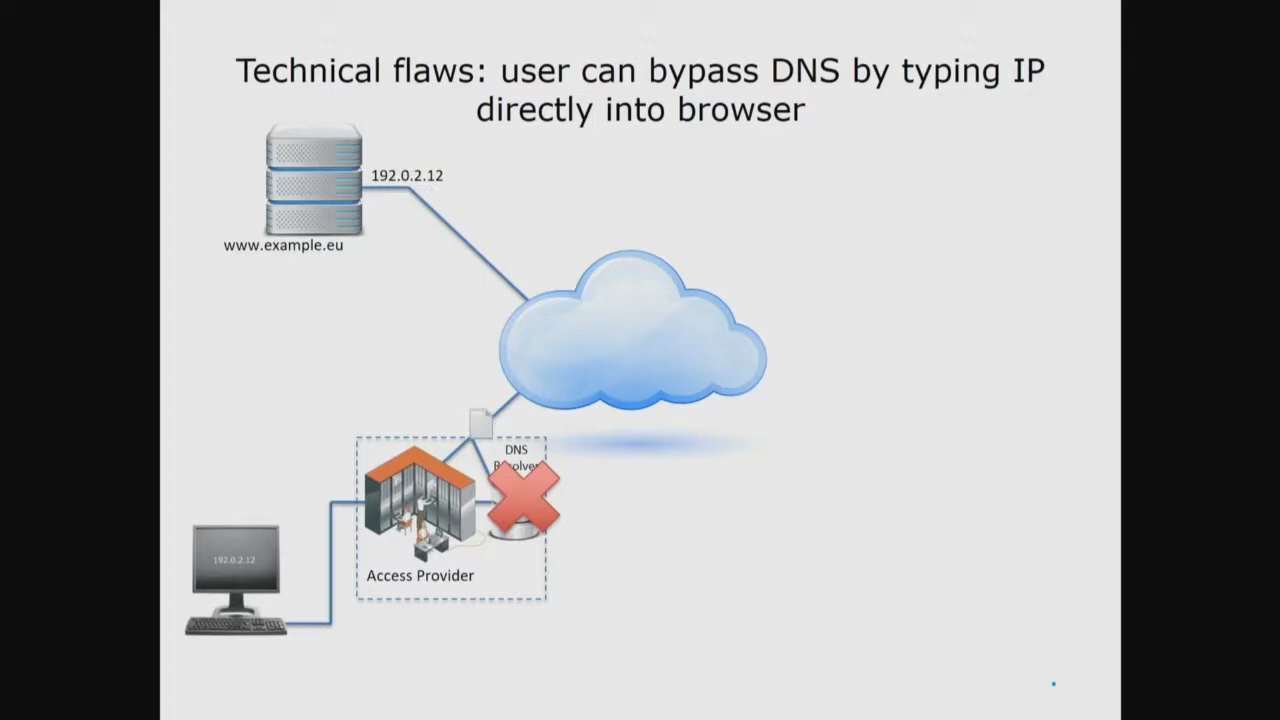 Technical flaws: user can bypass DNS by typing IP
directly into browser
192.0.2.12
www.example.eu
DNS
Resolver
192.0.2.12
Access Provider